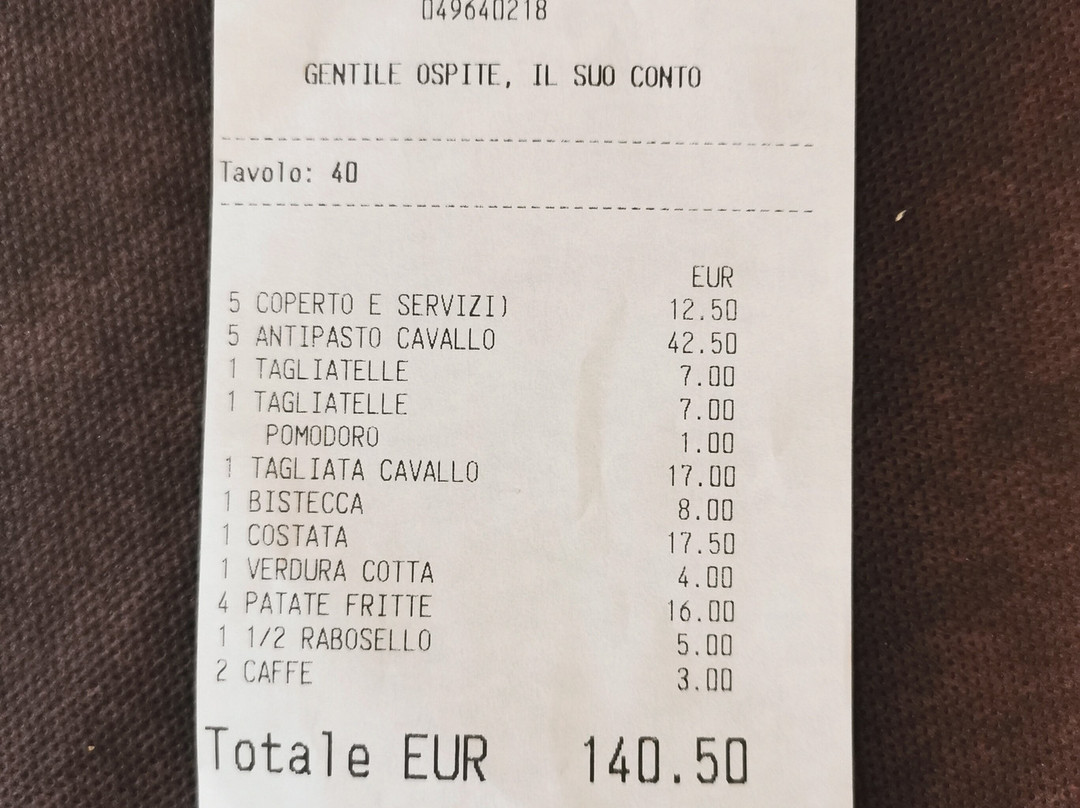 049640218
GENTILE OSPITE, IL SUO CONTO
Tavolo: 40
EUR
5 COPERTO E SERVIZI) 12.50
5 ANTIPASTO CAVALLO 42.50
1 TAGLIATELLE 7.00
1 TAGLIATELLE 7.00
POMODORO 1.00
1 TAGLIATA CAVALLO 17.00
1 BISTECCA 8.00
1 COSTATA 17.50
1 VERDURA COTTA 4.00
4 PATATE FRITTE 16.00
1 1/2 RABOSELLO 5.00
2 CAFFE 3.00
Totale EUR 140.50